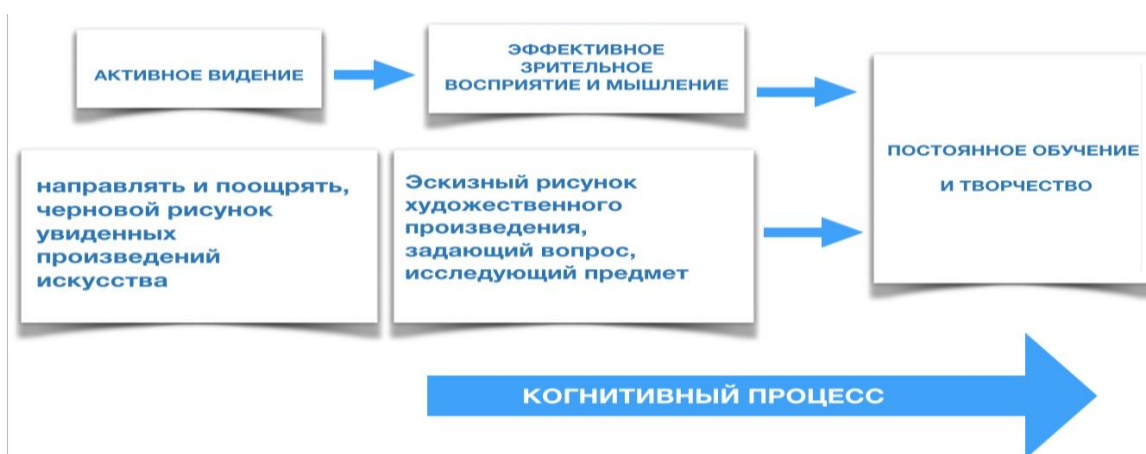 АКТИВНОЕ ВИДЕНИЕ
ЭФФЕКТИВНОЕ
ЗРИТЕЛЬНОЕ
ВОСПРИЯТИЕ И МЫШЛЕНИЕ
ПОСТОЯННОЕ ОБУЧЕНИЕ
И ТВОРЧЕСТВО
направлять и поощрять,
черновой рисунок
увиденных
произведений
искусства
Эскизный рисунок
художественного
произведения,
задающий вопрос,
исследующий предмет
КОГНИТИВНЫЙ ПРОЦЕСС